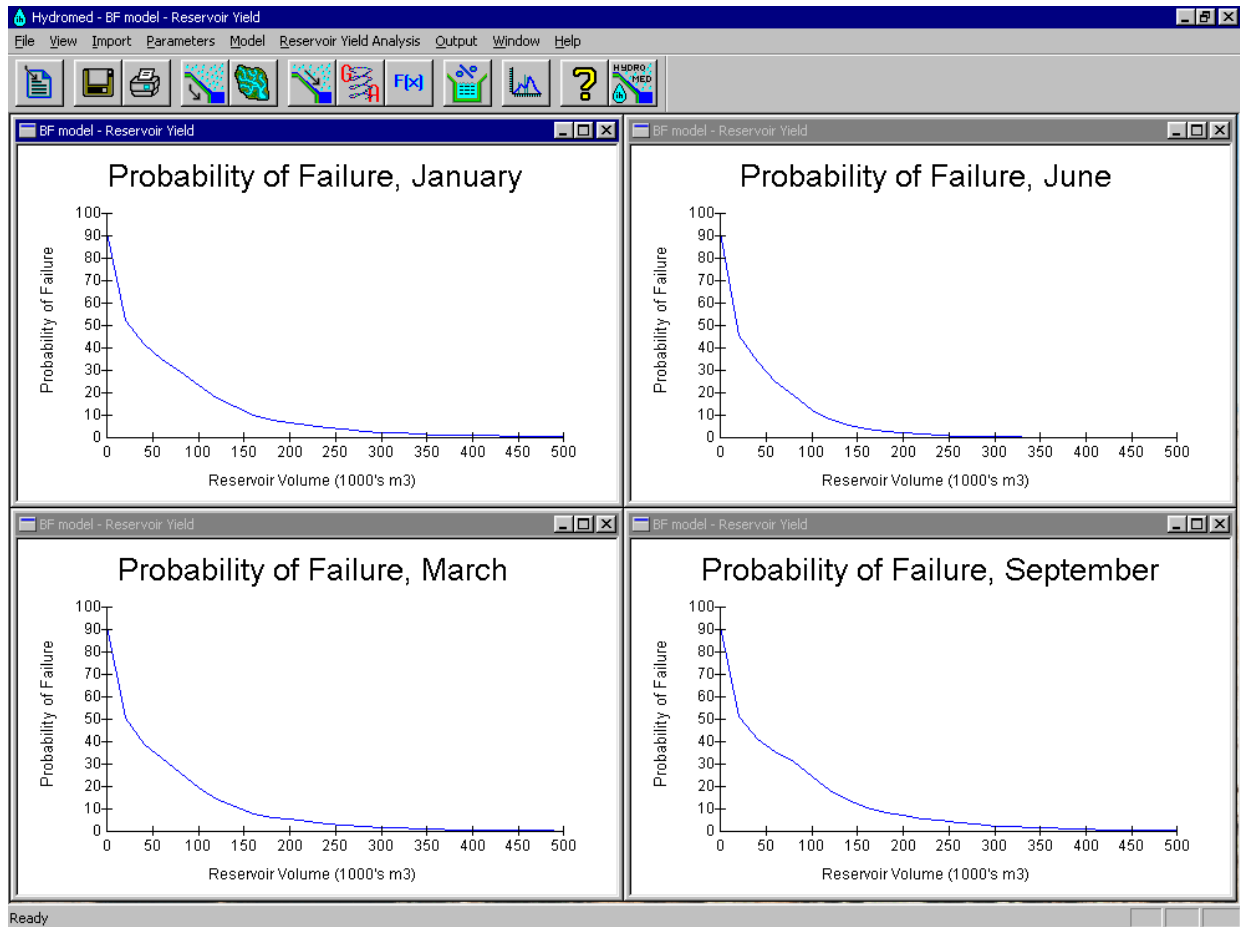 Hydromed - BF model - Reservoir Yield
File View Import Parameters Model Reservoir Yield Analysis Output Window Help
G A F(x) % ? HYDRO MED ih
BF model - Reservoir Yield
Probability of Failure, January
Probability of Failure
100
90
80
70
60
50
40
30
20
10
0
0 50 100 150 200 250 300 350 400 450 500
Reservoir Volume (1000's m3)
BF model - Reservoir Yield
Probability of Failure, June
Probability of Failure
100
90
80
70
60
50
40
30
20
10
0
0 50 100 150 200 250 300 350 400 450 500
Reservoir Volume (1000's m3)
BF model - Reservoir Yield
Probability of Failure, March
Probability of Failure
100
90
80
70
60
50
40
30
20
10
0
0 50 100 150 200 250 300 350 400 450 500
Reservoir Volume (1000's m3)
BF model - Reservoir Yield
Probability of Failure, September
Probability of Failure
100
90
80
70
60
50
40
30
20
10
0
0 50 100 150 200 250 300 350 400 450 500
Reservoir Volume (1000's m3)
Ready